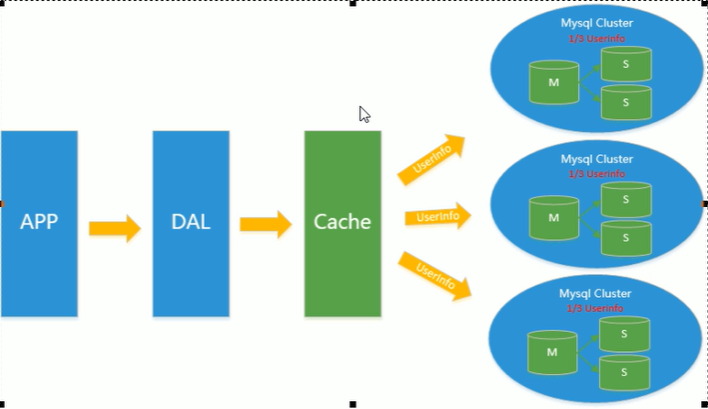 Mysql Cluster
1/3 Userinfo
M
S
S
APP
DAL
Cache
UserInfo
UserInfo
UserInfo
Mysql Cluster
1/3 Userinfo
M
S
S
Mysql Cluster
1/3 Userinfo
M
S
S